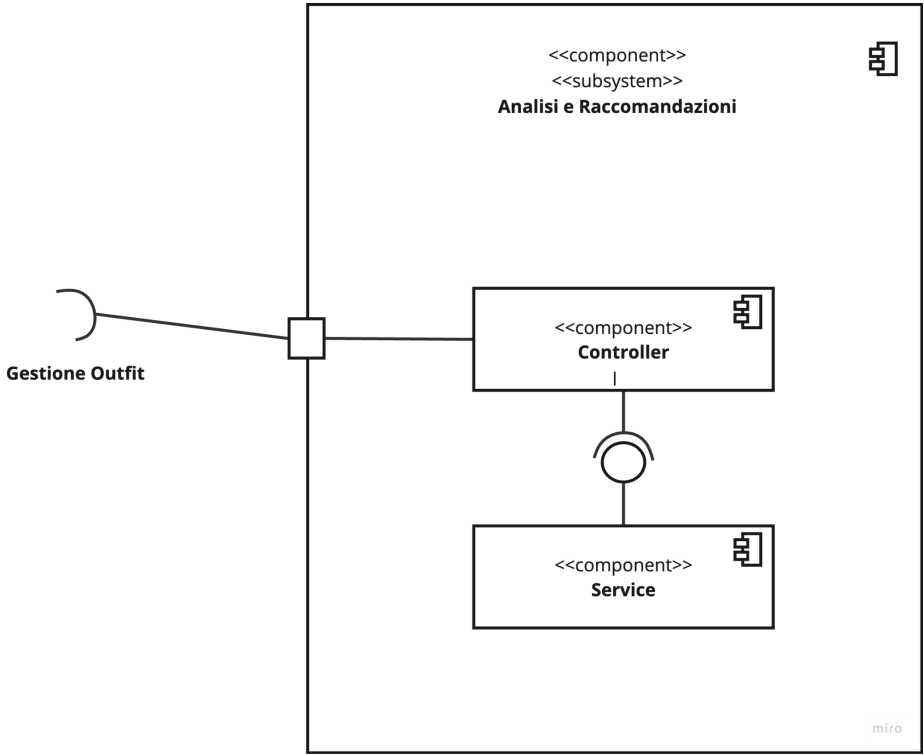 <<component>>
<<subsystem>>
Analisi e Raccomandazioni
<<component>>
Controller
|
Gestione Outfit
<<component>>
Service
miro